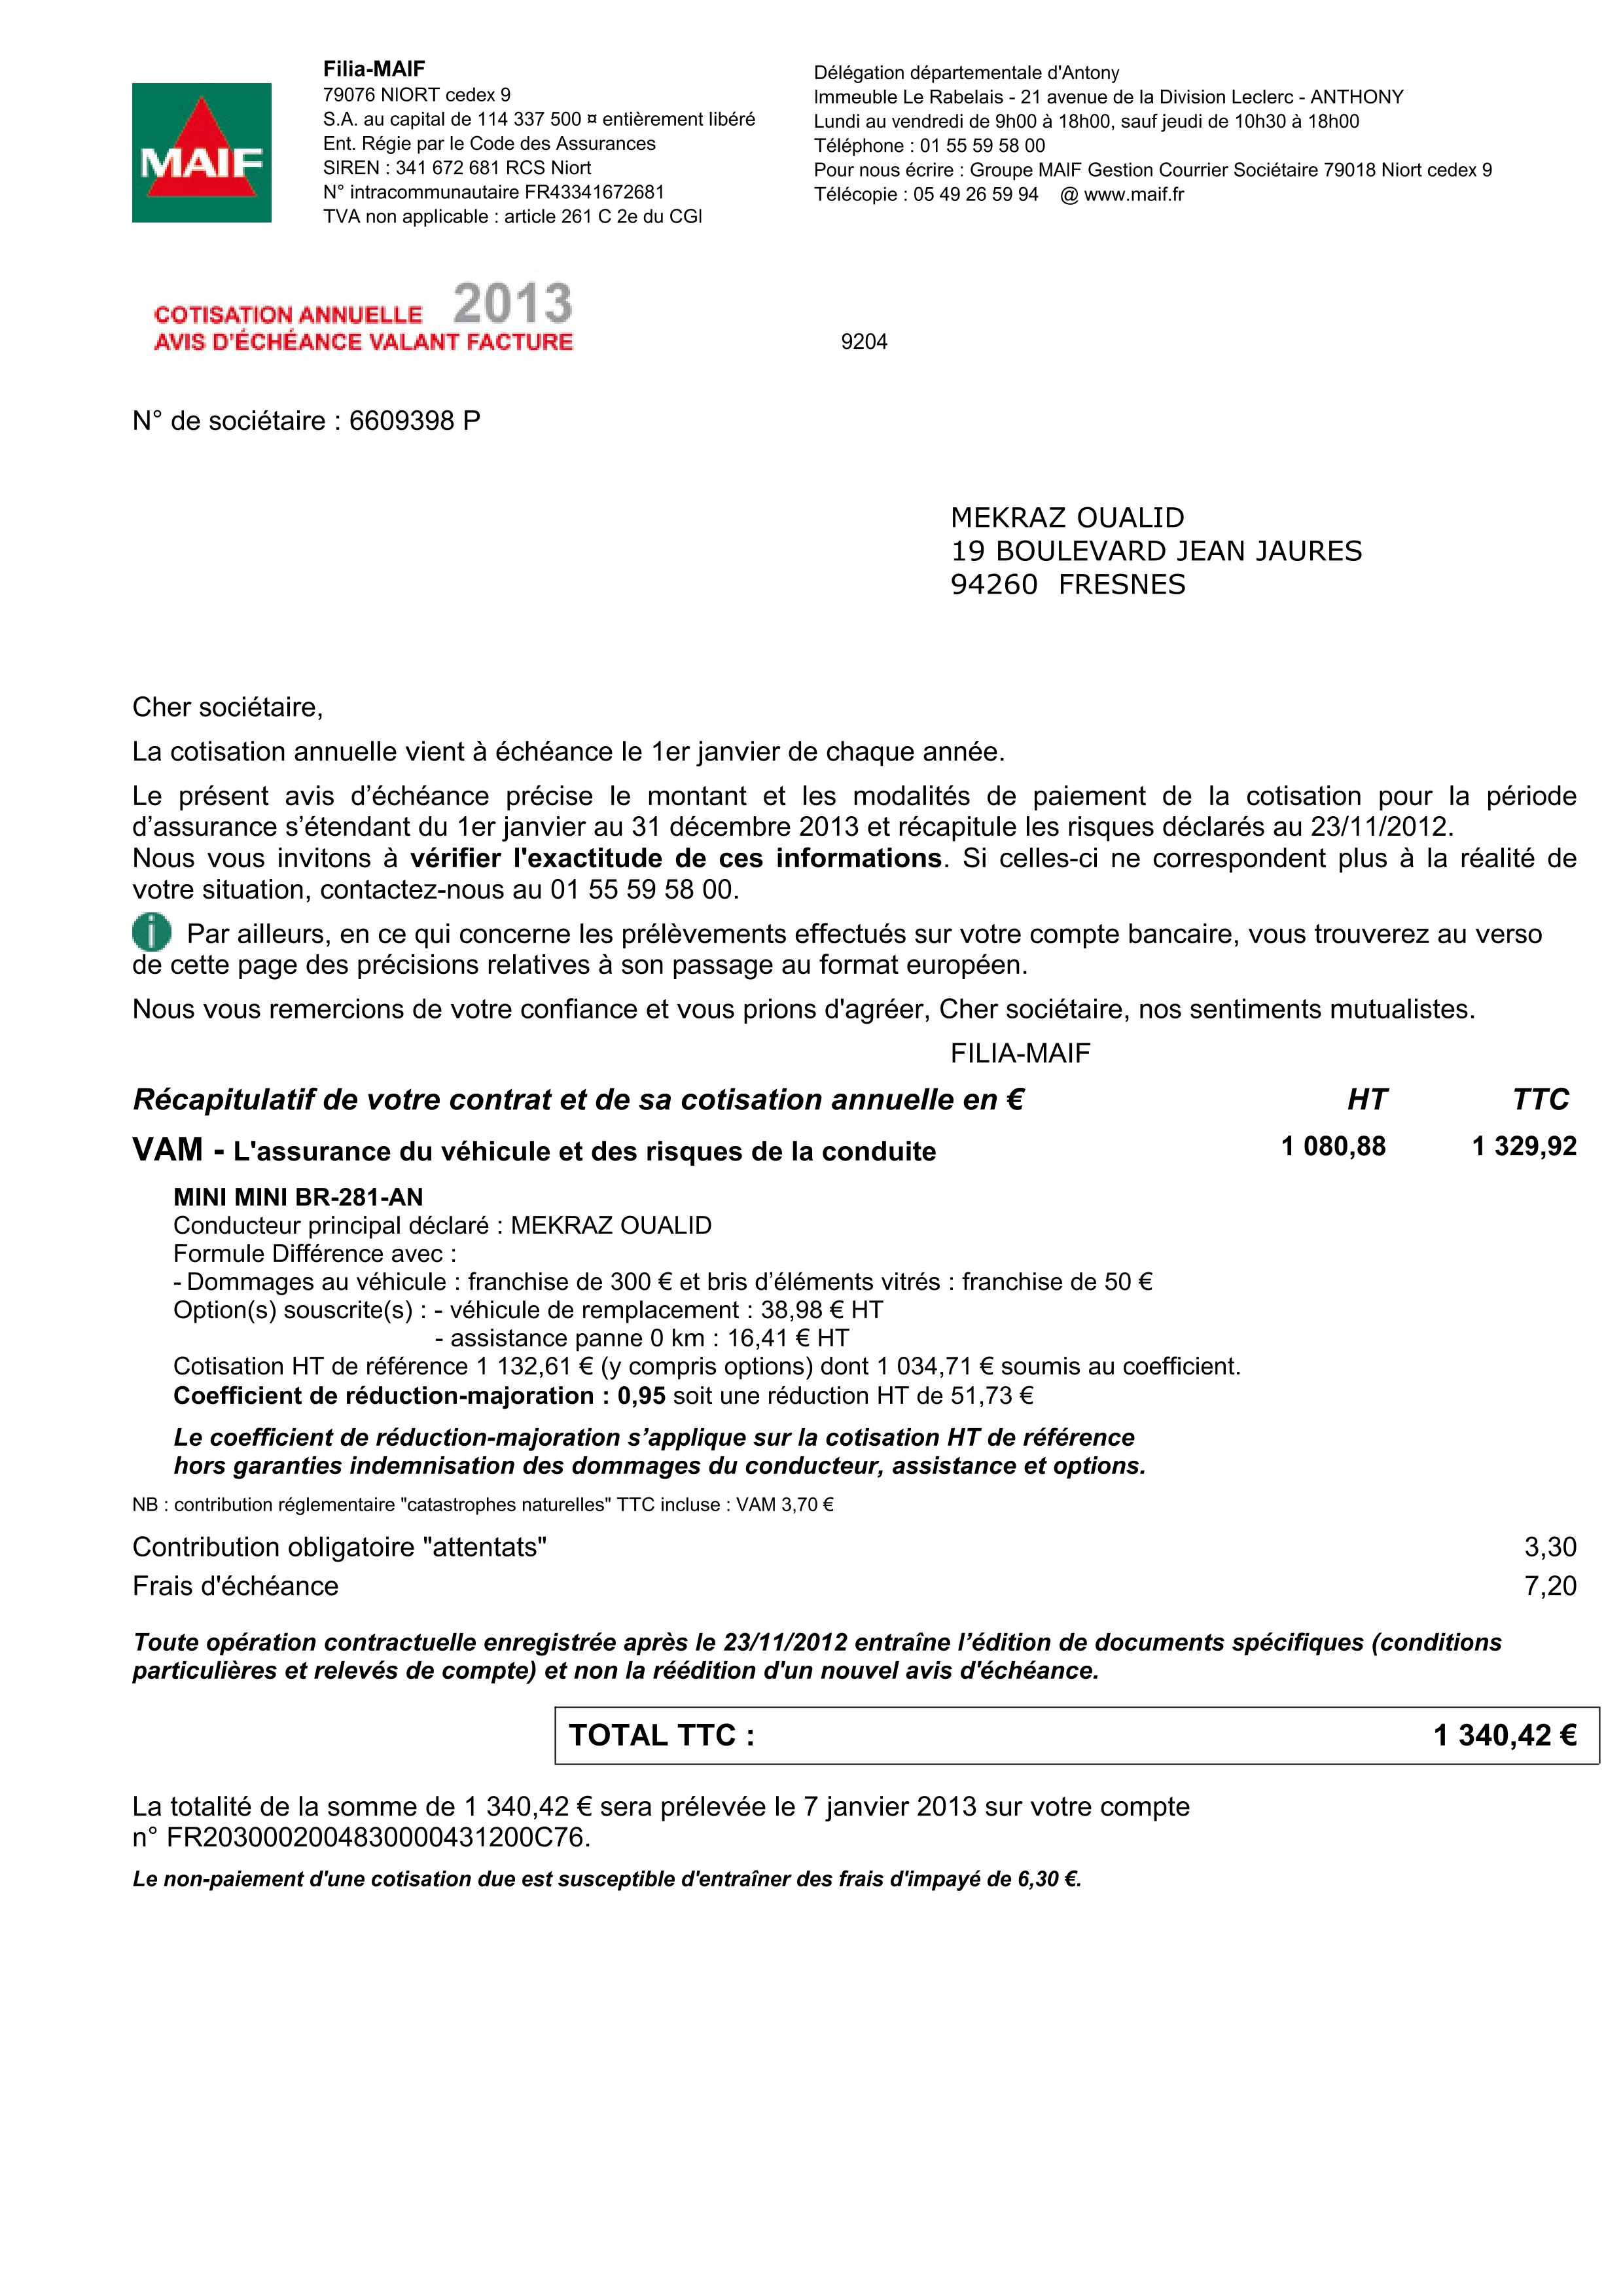 MAIF
Filia-MAIF
79076 NIORT cedex 9
S.A. au capital de 114 337 500 ¤ entièrement libéré
Ent. Régie par le Code des Assurances
SIREN : 341 672 681 RCS Niort
N° intracommunautaire FR43341672681
TVA non applicable : article 261 C 2e du CGI
Délégation départementale d'Antony
Immeuble Le Rabelais - 21 avenue de la Division Leclerc - ANTHONY
Lundi au vendredi de 9h00 à 18h00, sauf jeudi de 10h30 à 18h00
Téléphone : 01 55 59 58 00
Pour nous écrire : Groupe MAIF Gestion Courrier Sociétaire 79018 Niort cedex 9
Télécopie : 05 49 26 59 94 @ www.maif.fr
COTISATION ANNUELLE 2013
AVIS D'ÉCHÉANCE VALANT FACTURE
9204
N° de sociétaire : 6609398 P
MEKRAZ OUALID
19 BOULEVARD JEAN JAURES
94260 FRESNES
Cher sociétaire,
La cotisation annuelle vient à échéance le 1er janvier de chaque année.
Le présent avis d’échéance précise le montant et les modalités de paiement de la cotisation pour la période
d’assurance s’étendant du 1er janvier au 31 décembre 2013 et récapitule les risques déclarés au 23/11/2012.
Nous vous invitons à vérifier l'exactitude de ces informations. Si celles-ci ne correspondent plus à la réalité de
votre situation, contactez-nous au 01 55 59 58 00.
i Par ailleurs, en ce qui concerne les prélèvements effectués sur votre compte bancaire, vous trouverez au verso
de cette page des précisions relatives à son passage au format européen.
Nous vous remercions de votre confiance et vous prions d'agréer, Cher sociétaire, nos sentiments mutualistes.
FILIA-MAIF
Récapitulatif de votre contrat et de sa cotisation annuelle en € HT TTC
VAM - L'assurance du véhicule et des risques de la conduite 1 080,88 1 329,92
MINI MINI BR-281-AN
Conducteur principal déclaré : MEKRAZ OUALID
Formule Différence avec :
- Dommages au véhicule : franchise de 300 € et bris d’éléments vitrés : franchise de 50 €
Option(s) souscrite(s) : - véhicule de remplacement : 38,98 € HT
- assistance panne 0 km : 16,41 € HT
Cotisation HT de référence 1 132,61 € (y compris options) dont 1 034,71 € soumis au coefficient.
Coefficient de réduction-majoration : 0,95 soit une réduction HT de 51,73 €
Le coefficient de réduction-majoration s’applique sur la cotisation HT de référence
hors garanties indemnisation des dommages du conducteur, assistance et options.
NB : contribution réglementaire "catastrophes naturelles" TTC incluse : VAM 3,70 €
Contribution obligatoire "attentats" 3,30
Frais d'échéance 7,20
Toute opération contractuelle enregistrée après le 23/11/2012 entraîne l’édition de documents spécifiques (conditions
particulières et relevés de compte) et non la réédition d'un nouvel avis d'échéance.
TOTAL TTC : 1 340,42 €
La totalité de la somme de 1 340,42 € sera prélevée le 7 janvier 2013 sur votre compte
n° FR2030002004830000431200C76.
Le non-paiement d'une cotisation due est susceptible d'entraîner des frais d'impayé de 6,30 €.